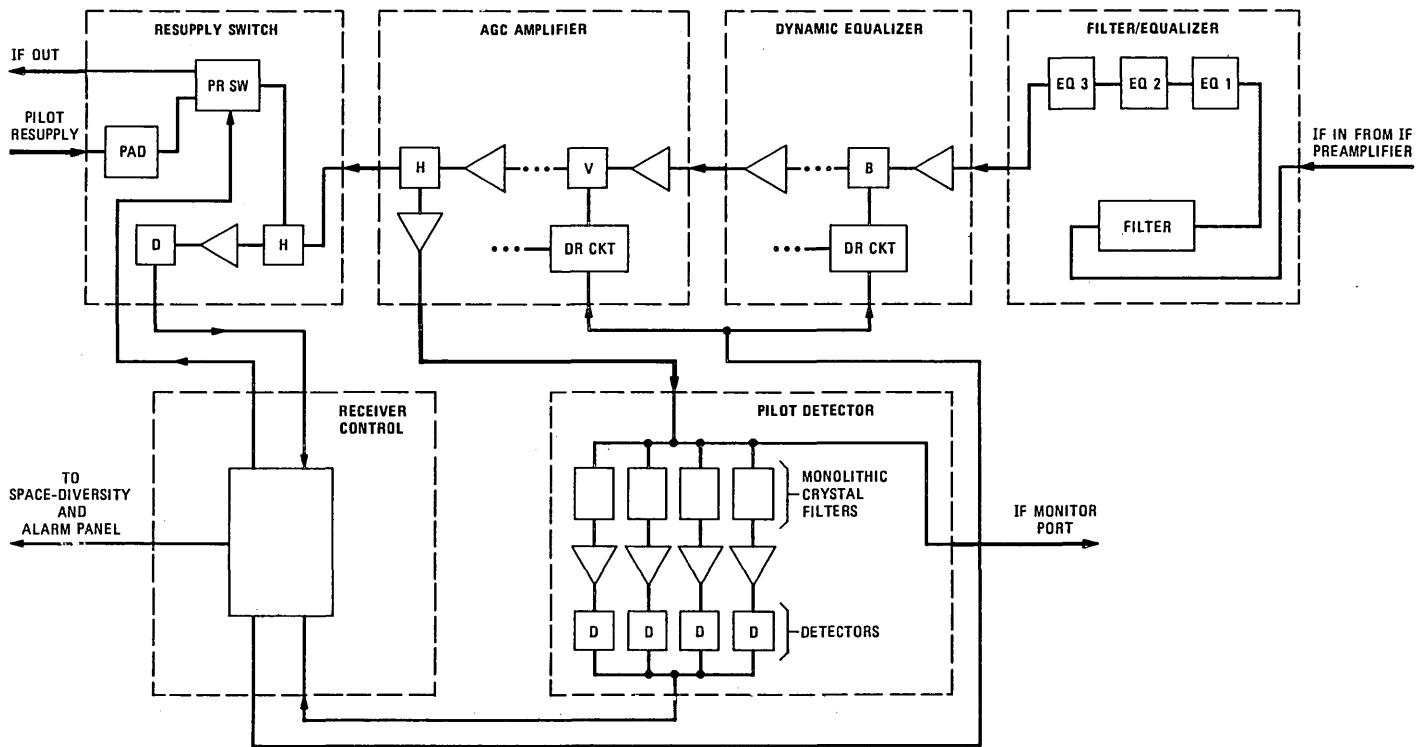 RESUPPLY SWITCH
AGC AMPLIFIER
DYNAMIC EQUALIZER
FILTER/EQUALIZER
IF OUT
PR SW
EQ 3
EQ 2
EQ 1
PILOT
RESUPPLY
PAD
IF IN FROM IF
PREAMPLIFIER
H
V
B
FILTER
D
H
DR CKT
DR CKT
RECEIVER
CONTROL
PILOT DETECTOR
TO
SPACE-DIVERSITY
AND
ALARM PANEL
MONOLITHIC
CRYSTAL
FILTERS
IF MONITOR
PORT
D
D
D
D
DETECTORS